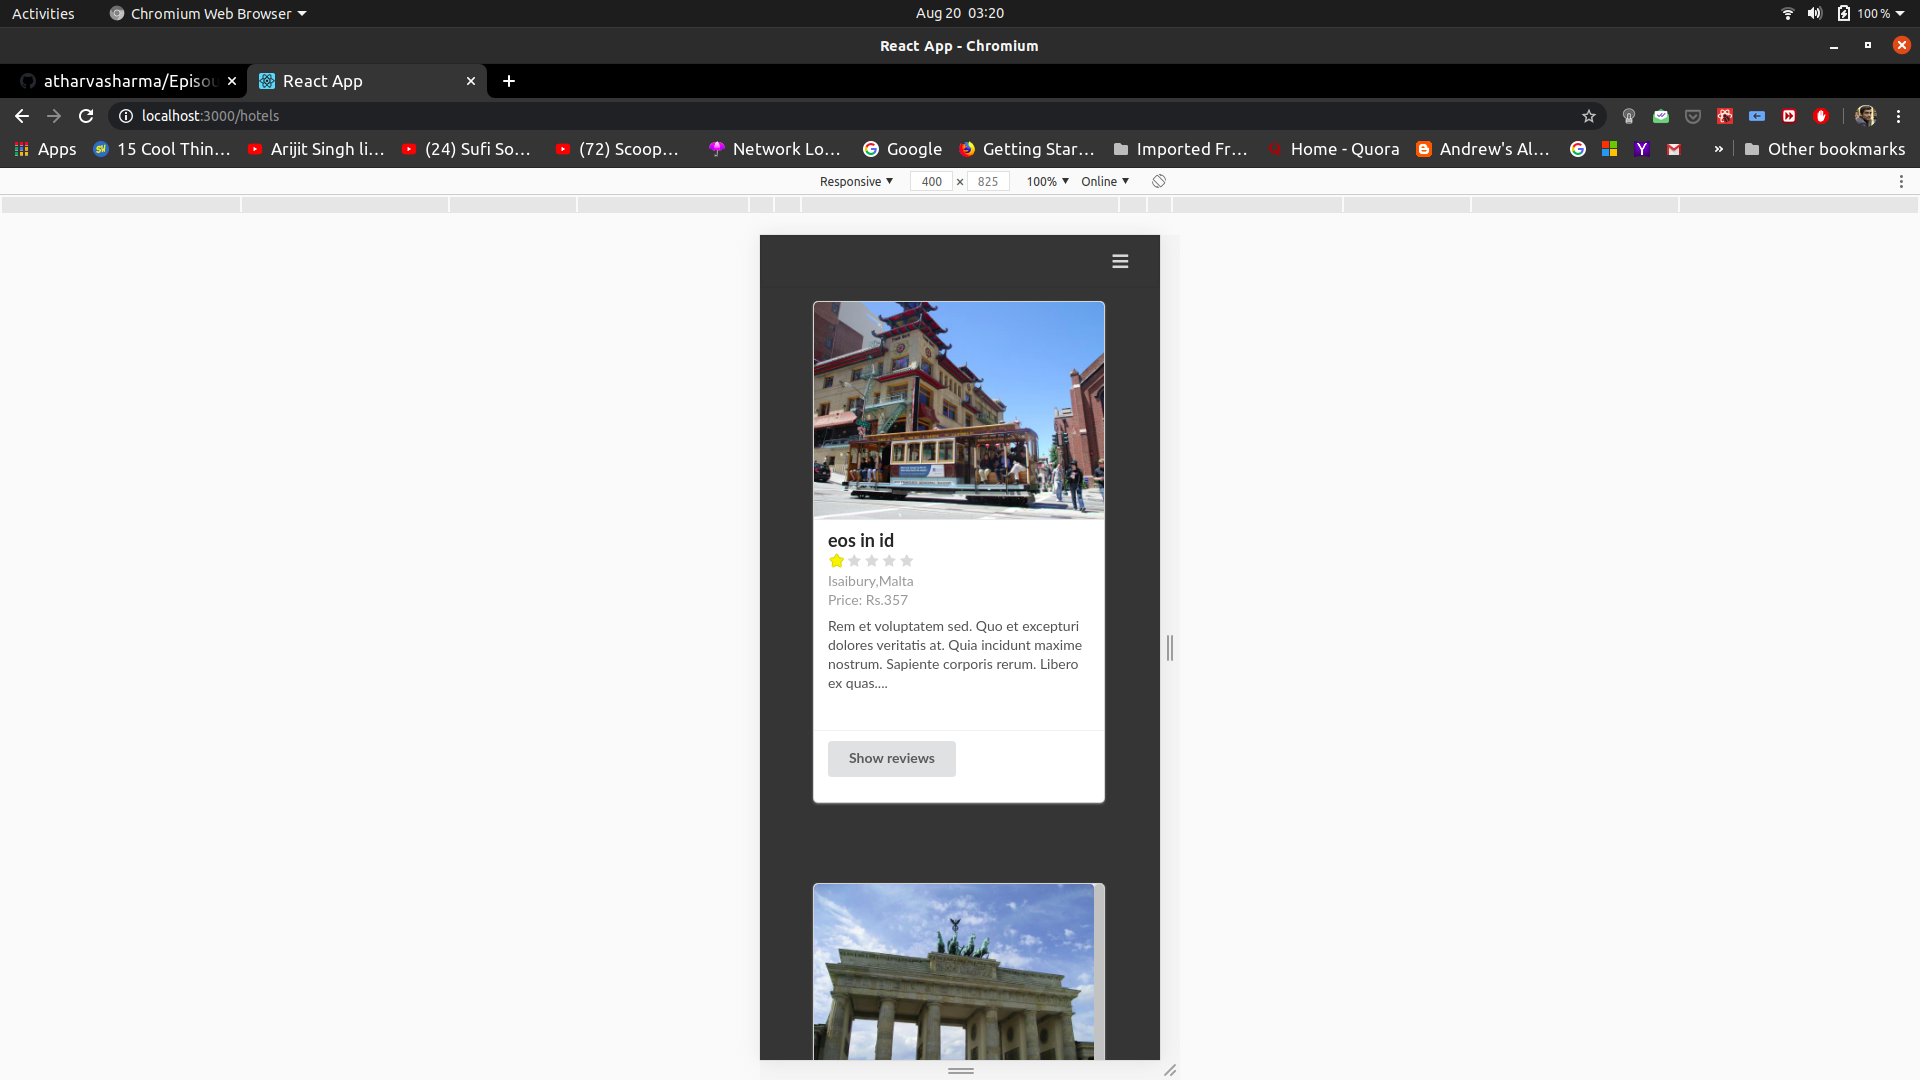 Activities Chromium Web Browser Aug 20 03:20 100 %
React App - Chromium
atharvasharma/Episou React App
localhost:3000/hotels
Apps 15 Cool Thin… Arijit Singh li… (24) Sufi So… (72) Scoop… Network Lo… Google Getting Star… Imported Fr… Home - Quora Andrew's Al… » Other bookmarks
Responsive 400 × 825 100% Online
eos in id
Isaibury,Malta
Price: Rs.357
Rem et voluptatem sed. Quo et excepturi
dolores veritatis at. Quia incidunt maxime
nostrum. Sapiente corporis rerum. Libero
ex quas....
Show reviews